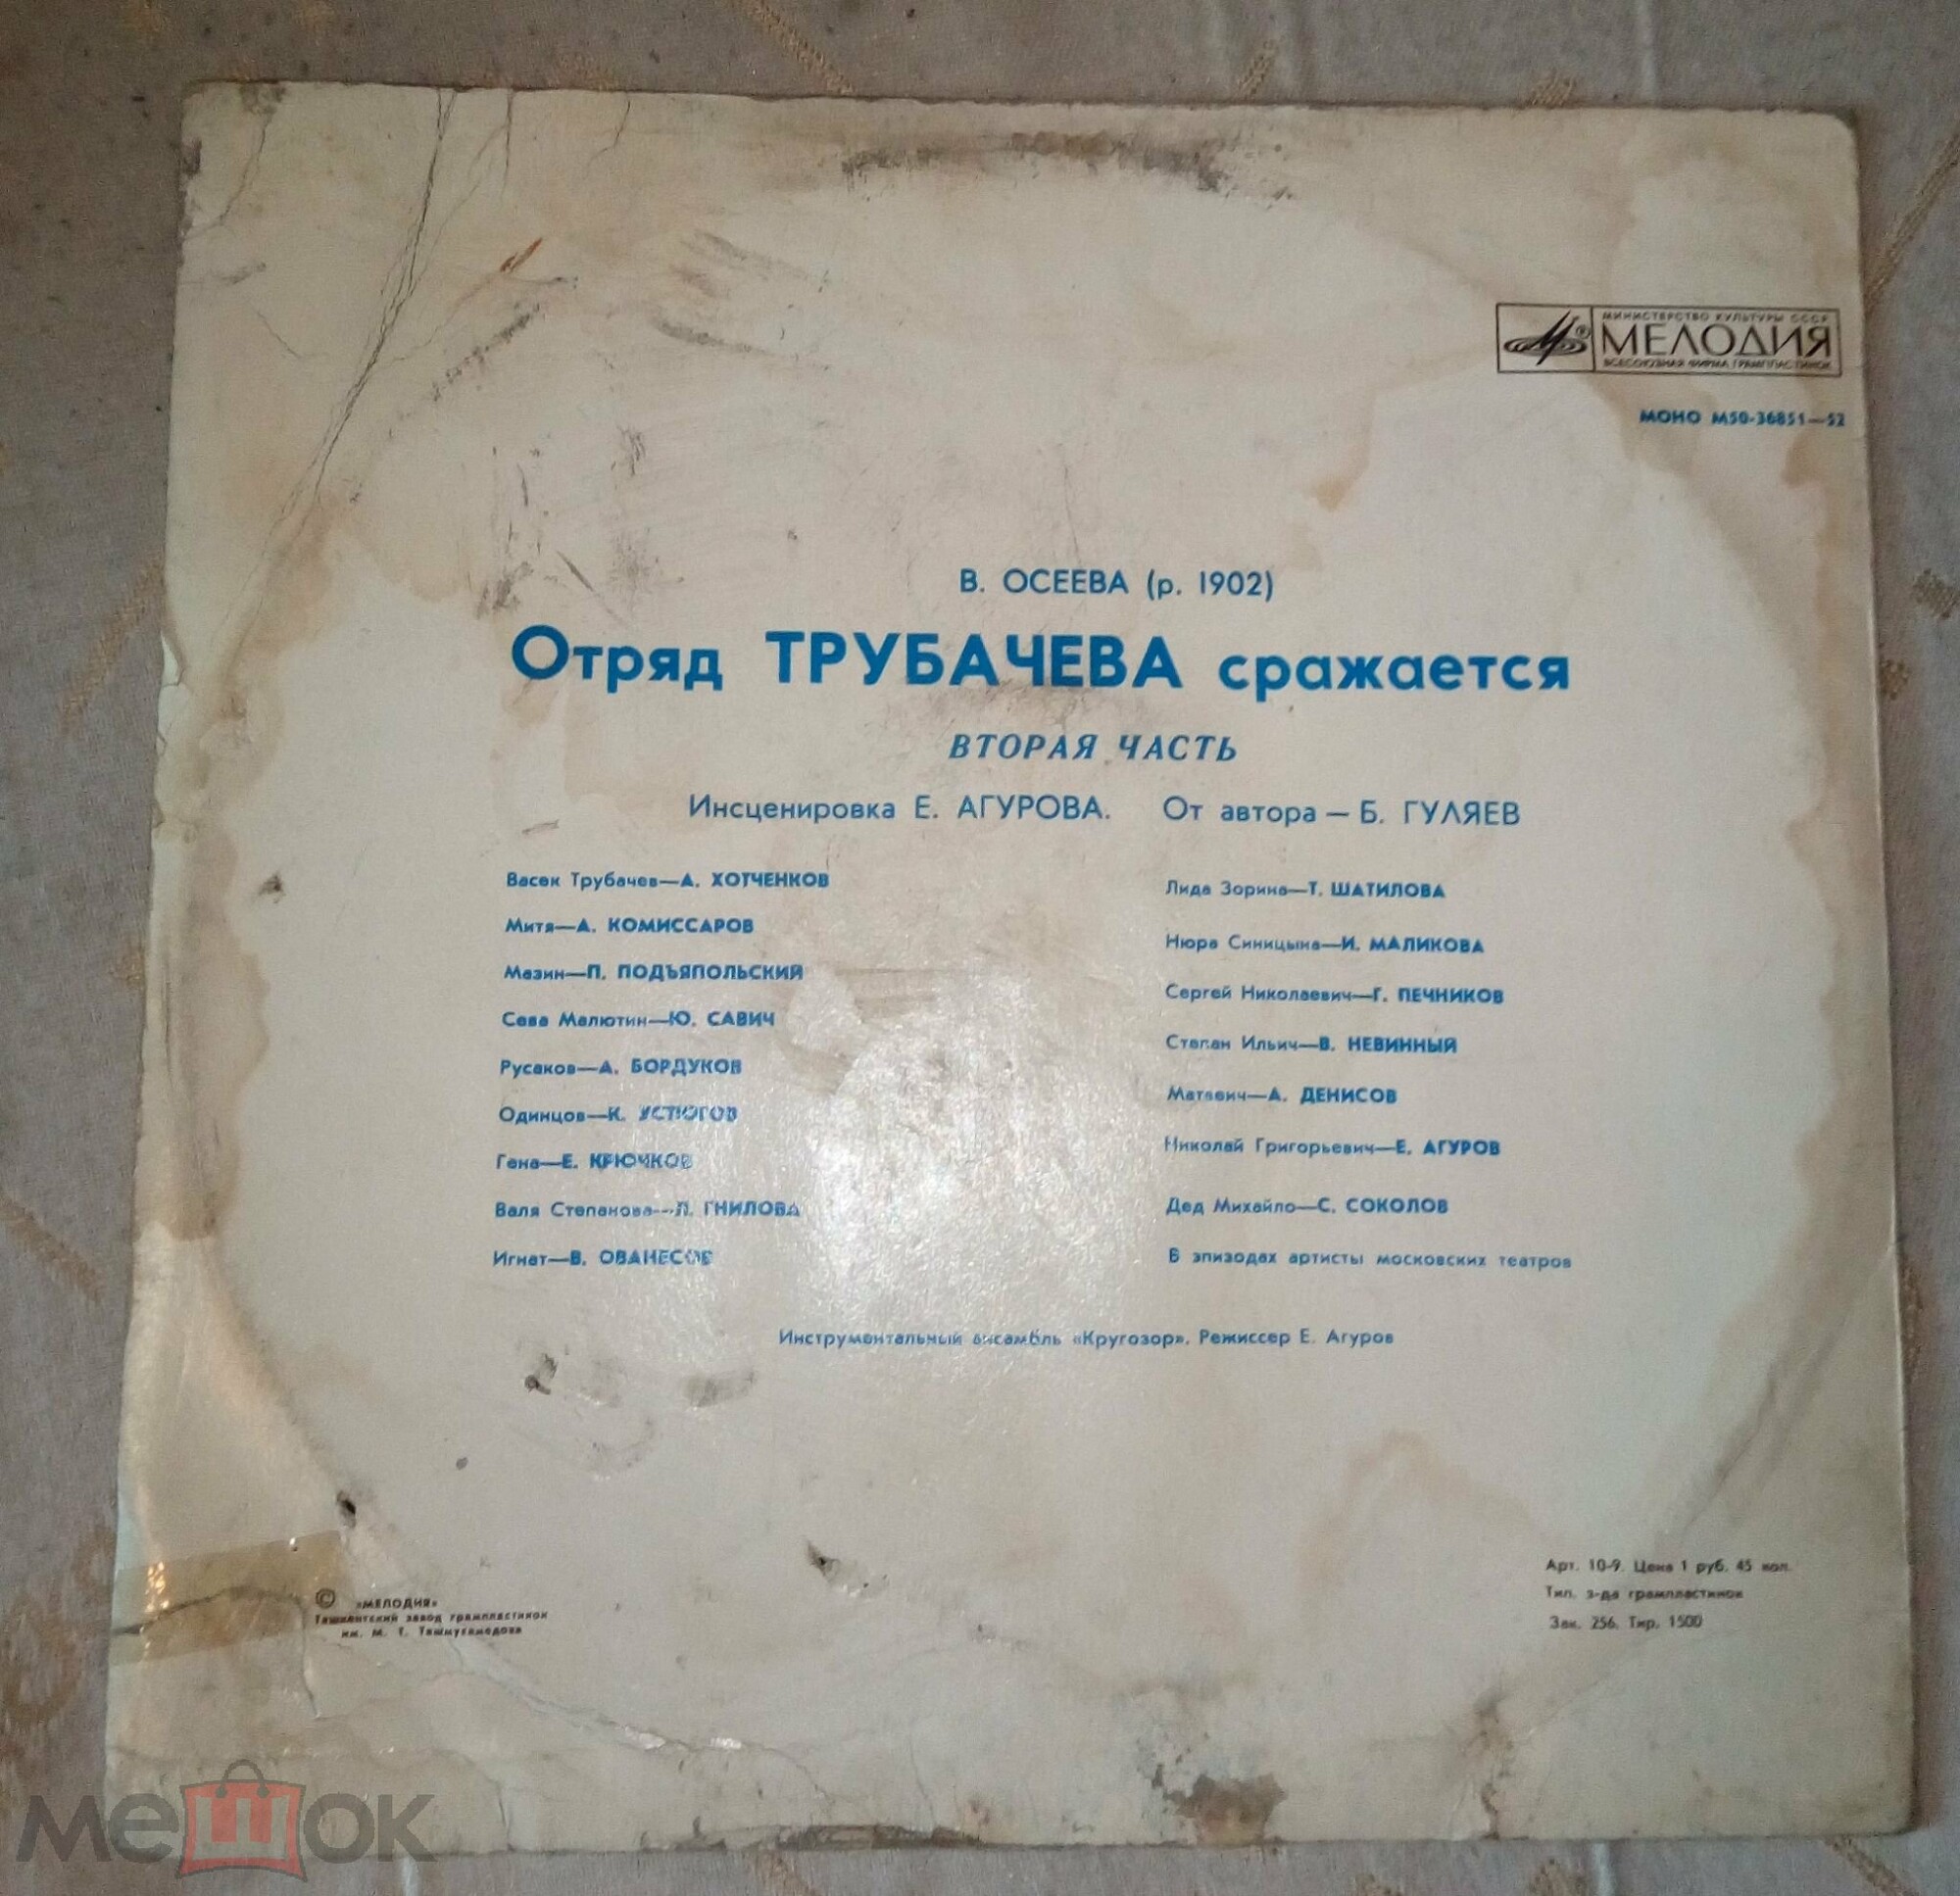 МИНИСТЕРСТВО КУЛЬТУРЫ СССР
МЕЛОДИЯ
ВСЕСОЮЗНАЯ ФИРМА ГРАМПЛАСТИНОК
МОНО М50-36851—52
В. ОСЕЕВА (р. 1902)
Отряд ТРУБАЧЕВА сражается
ВТОРАЯ ЧАСТЬ
Инсценировка Е. АГУРОВА. От автора — Б. ГУЛЯЕВ
Васек Трубачев—А. ХОТЧЕНКОВ
Митя—А. КОМИССАРОВ
Мазин—П. ПОДЪЯПОЛЬСКИЙ
Сева Малютин—Ю. САВИЧ
Русаков—А. БОРДУКОВ
Одинцов—К. УСТЮГОВ
Гена—Е. КРЮЧКОВ
Валя Степанова—Л. ГНИЛОВА
Игнат—В. ОВАНЕСОВ
Лида Зорина—Т. ШАТИЛОВА
Нюра Синицына—И. МАЛИКОВА
Сергей Николаевич—Г. ПЕЧНИКОВ
Степан Ильич—В. НЕВИННЫЙ
Матвеич—А. ДЕНИСОВ
Николай Григорьевич—Е. АГУРОВ
Дед Михайло—С. СОКОЛОВ
В эпизодах артисты московских театров
Инструментальный ансамбль «Кругозор». Режиссер Е. Агуров
© «МЕЛОДИЯ»
Ташкентский завод грампластинок
им. М. Т. Ташмухамедова
Арт. 10-9. Цена 1 руб. 45 коп.
Тип. з-да грампластинок
Зак. 256. Тир. 1500
мешок